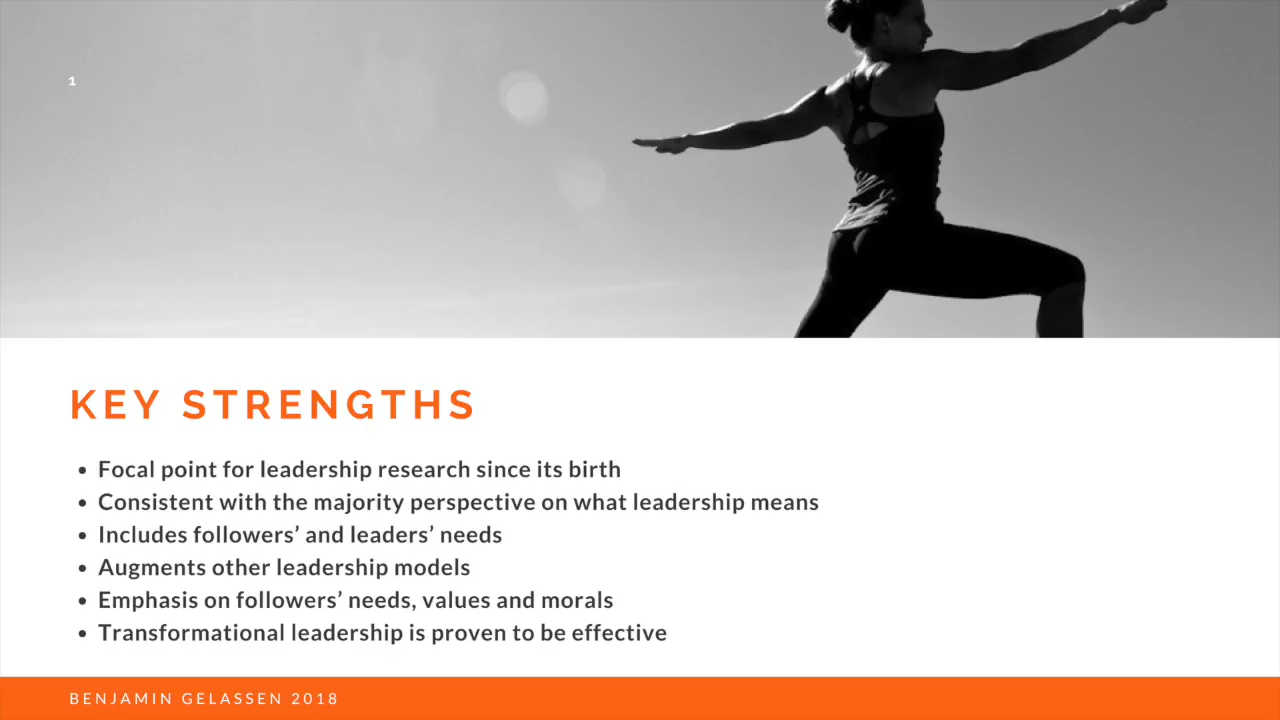 1
KEY STRENGTHS
• Focal point for leadership research since its birth
• Consistent with the majority perspective on what leadership means
• Includes followers’ and leaders’ needs
• Augments other leadership models
• Emphasis on followers’ needs, values and morals
• Transformational leadership is proven to be effective
BENJAMIN GELASSEN 2018